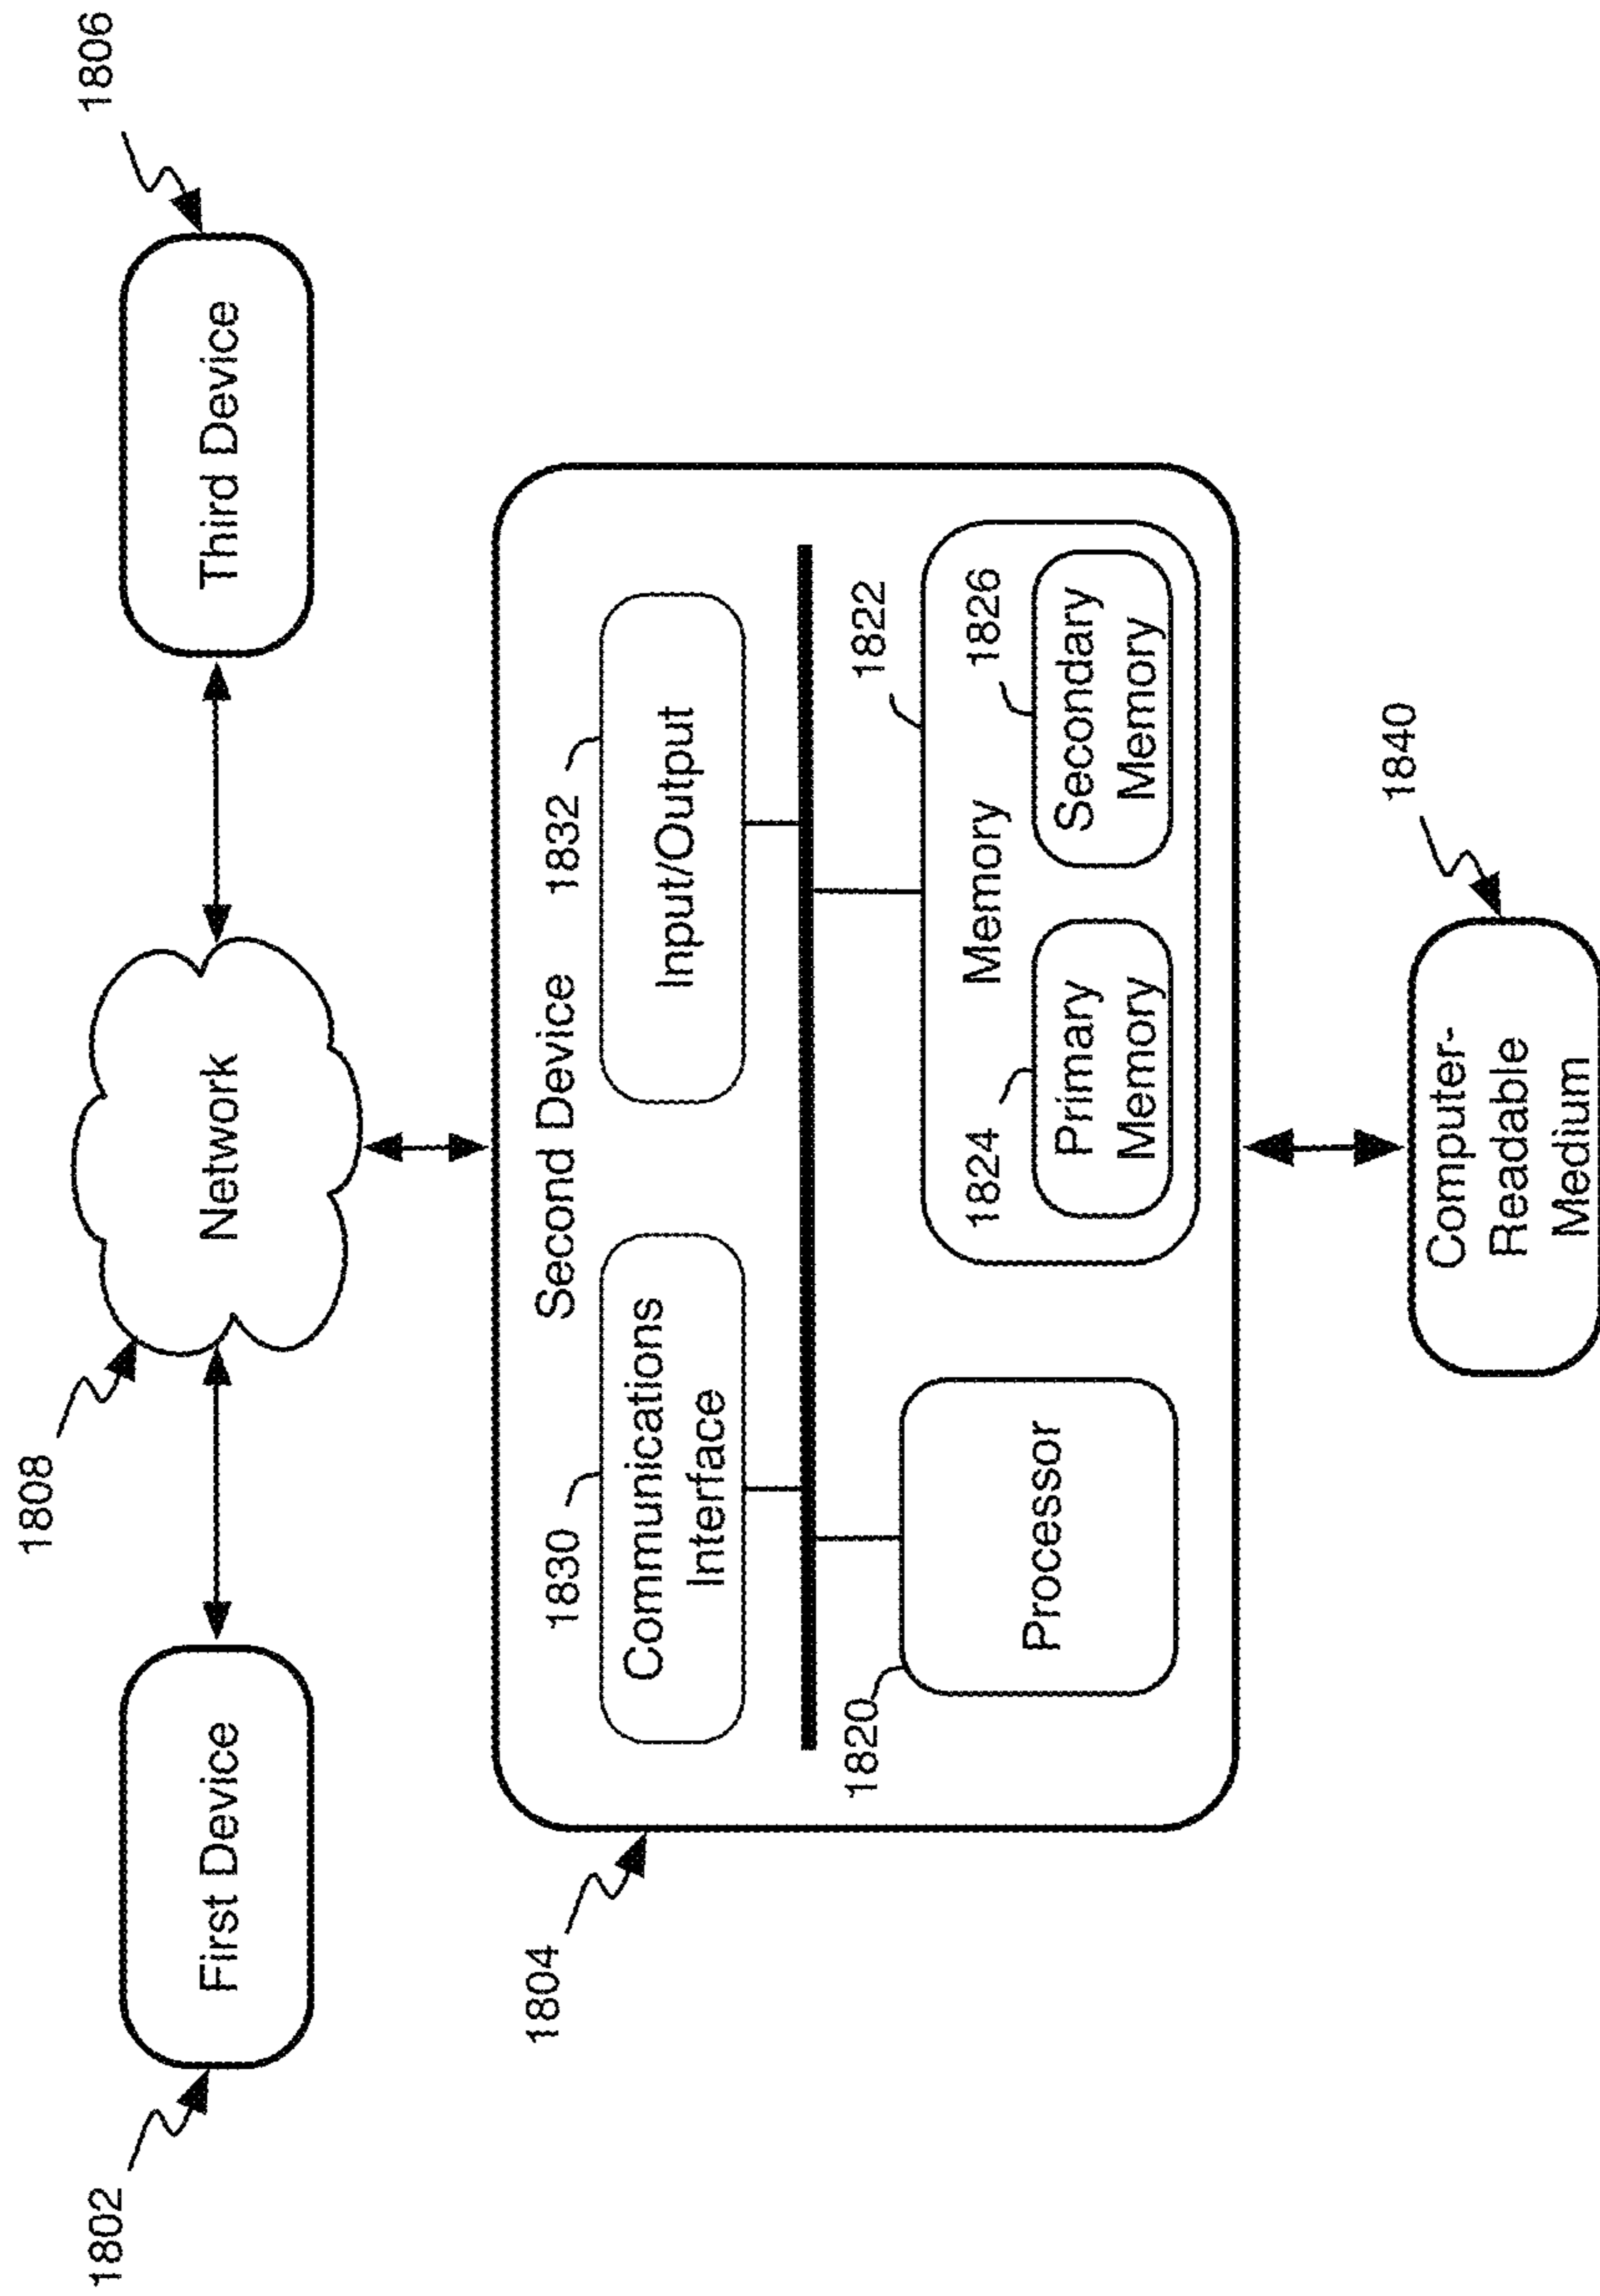 1808
1806
1802
First Device
Network
Third Device
1804
Second Device
1830
1832
Communications
Interface
Input/Output
1820
1822
Processor
Memory
1824
1826
Primary
Memory
Secondary
Memory
1840
Computer-
Readable
Medium